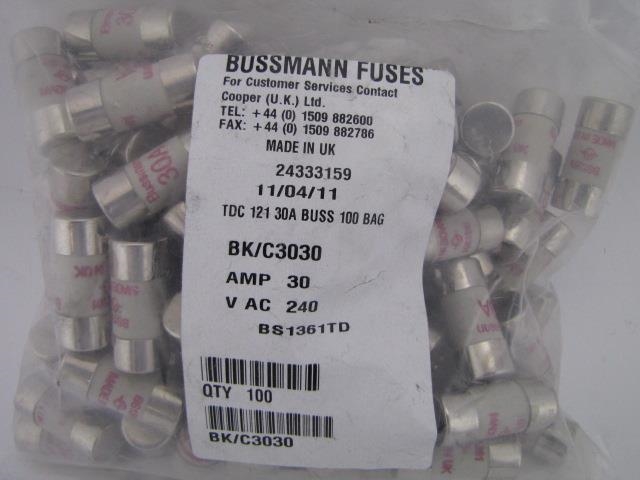 BUSSMANN FUSES
For Customer Services Contact
Cooper (U.K.) Ltd.
TEL: +44 (0) 1509 882600
FAX: +44 (0) 1509 882786
MADE IN UK
24333159
11/04/11
TDC 121 30A BUSS 100 BAG
BK/C3030
AMP 30
V AC 240
BS1361TD
QTY 100
BK/C3030
30A